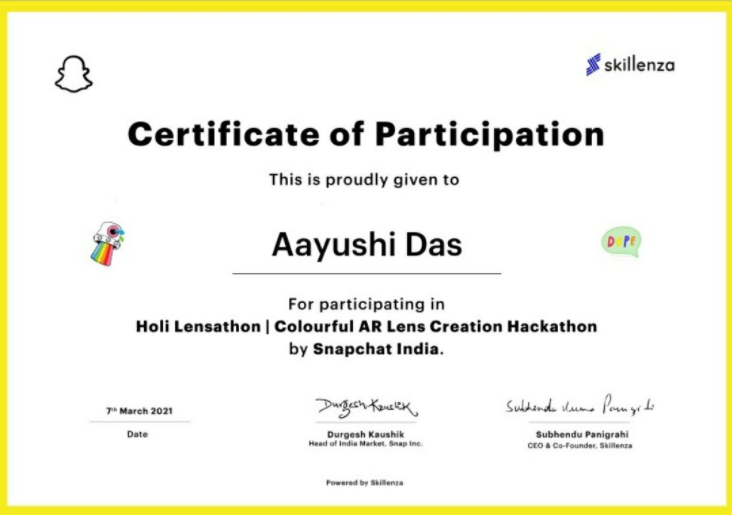 skillenza
Certificate of Participation
This is proudly given to
Aayushi Das
DOPE
For participating in
Holi Lensathon | Colourful AR Lens Creation Hackathon
by Snapchat India.
7th March 2021
Date
Durgesh Kaushik
Durgesh Kaushik
Head of India Market, Snap Inc.
Subhendu Kumar Panigrahi
Subhendu Panigrahi
CEO & Co-Founder, Skillenza
Powered by Skillenza